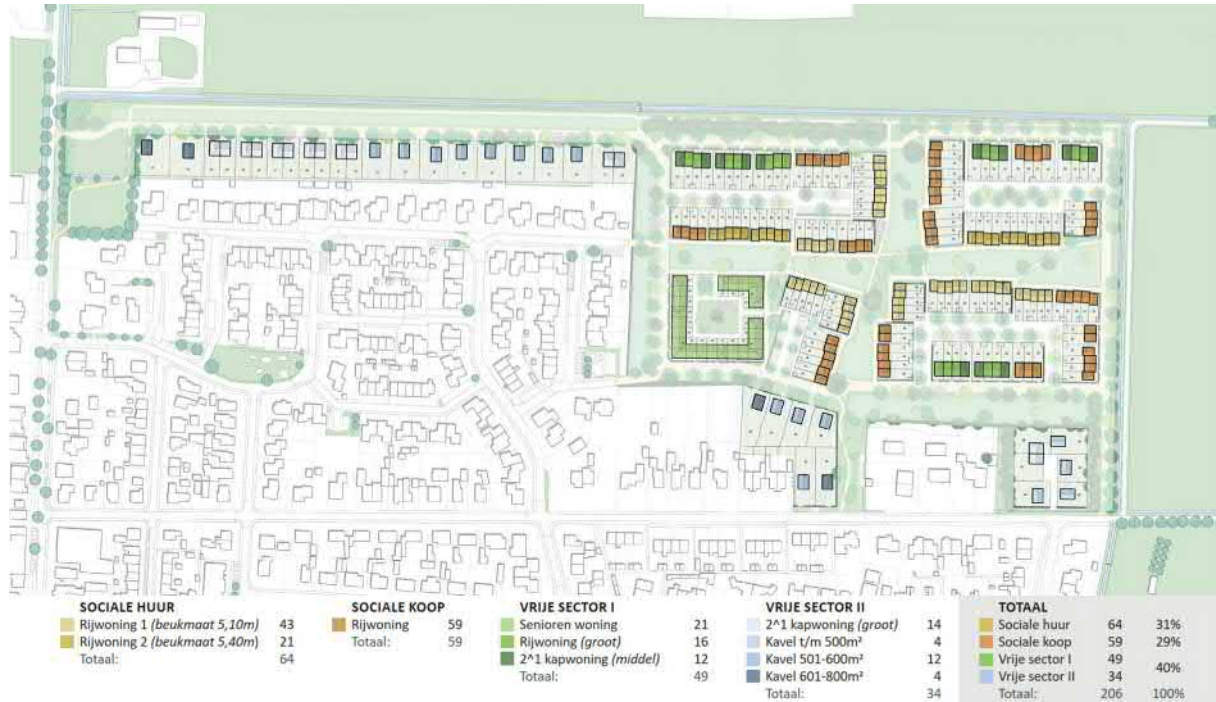 SOCIALE HUUR
Rijwoning 1 (beukmaat 5,10m) 43
Rijwoning 2 (beukmaat 5,40m) 21
Totaal: 64
SOCIALE KOOP
Rijwoning 59
Totaal: 59
VRIJE SECTOR I
Senioren woning 21
Rijwoning (groot) 16
2^1 kapwoning (middel) 12
Totaal: 49
VRIJE SECTOR II
2^1 kapwoning (groot) 14
Kavel t/m 500m² 4
Kavel 501-600m² 12
Kavel 601-800m² 4
Totaal: 34
TOTAAL
Sociale huur 64 31%
Sociale koop 59 29%
Vrije sector I 49
40%
Vrije sector II 34
Totaal: 206 100%